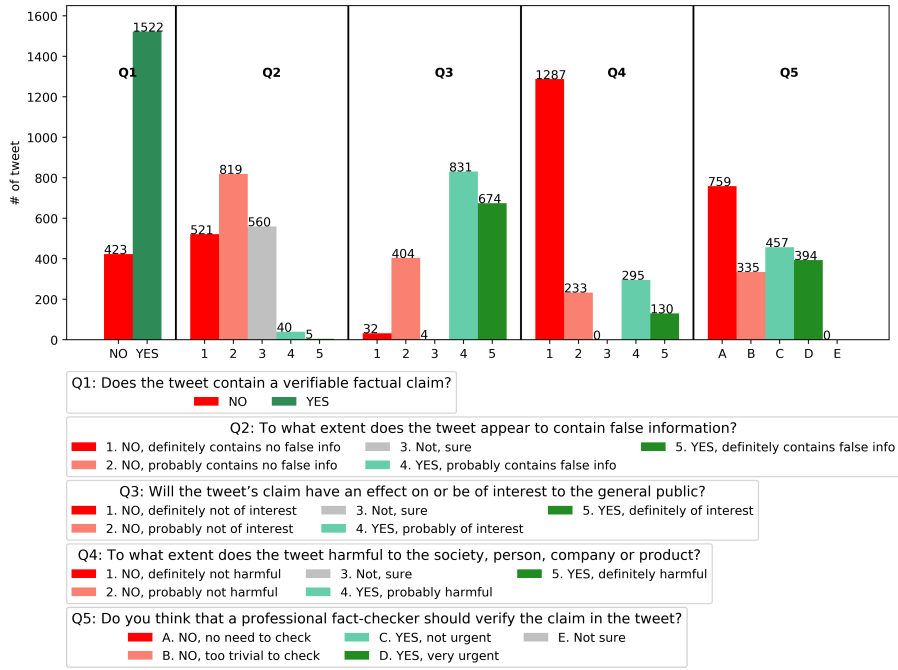 # of tweet
1600
1400
1200
1000
800
600
400
200
0
Q1 Q2 Q3 Q4 Q5
423 1522
521 819 560 40 5
32 404 4 831 674
1287 233 0 295 130
759 335 457 394 0
NO YES 1 2 3 4 5 1 2 3 4 5 1 2 3 4 5 A B C D E
Q1: Does the tweet contain a verifiable factual claim?
NO YES
Q2: To what extent does the tweet appear to contain false information?
1. NO, definitely contains no false info 3. Not, sure 5. YES, definitely contains false info
2. NO, probably contains no false info 4. YES, probably contains false info
Q3: Will the tweet’s claim have an effect on or be of interest to the general public?
1. NO, definitely not of interest 3. Not, sure 5. YES, definitely of interest
2. NO, probably not of interest 4. YES, probably of interest
Q4: To what extent does the tweet harmful to the society, person, company or product?
1. NO, definitely not harmful 3. Not, sure 5. YES, definitely harmful
2. NO, probably not harmful 4. YES, probably harmful
Q5: Do you think that a professional fact-checker should verify the claim in the tweet?
A. NO, no need to check C. YES, not urgent E. Not sure
B. NO, too trivial to check D. YES, very urgent